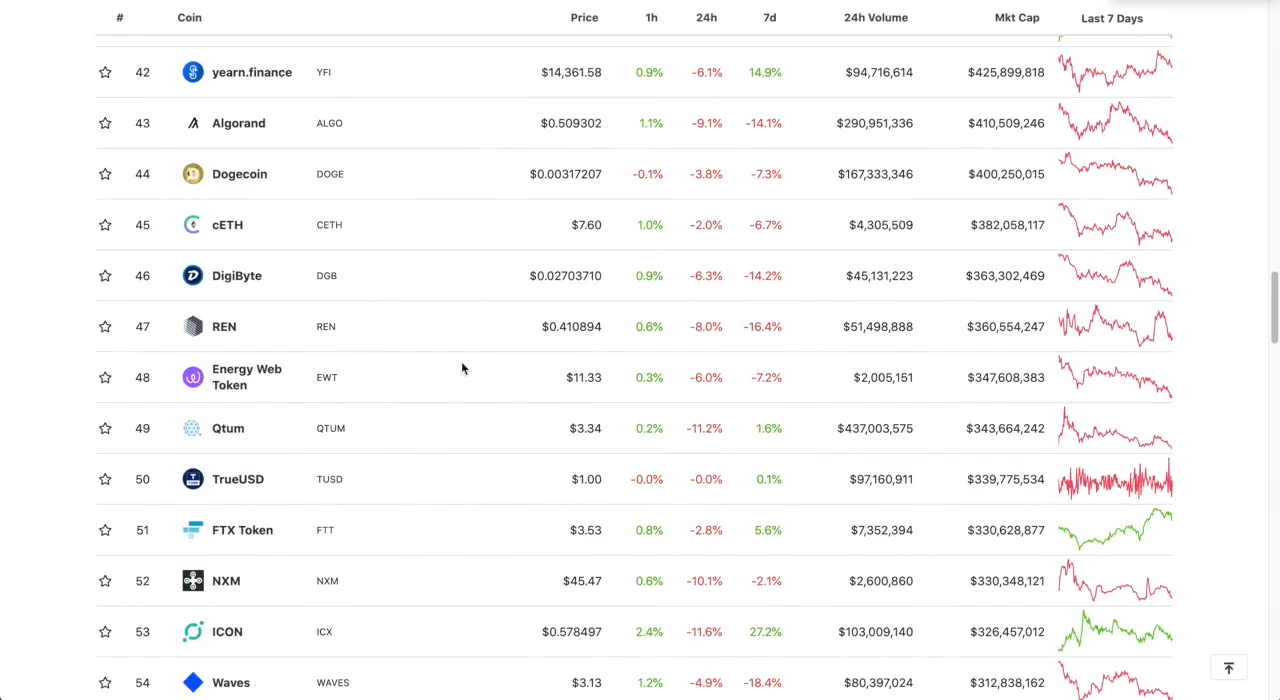 # Coin Price 1h 24h 7d 24h Volume Mkt Cap Last 7 Days
42 yearn.finance YFI $14,361.58 0.9% -6.1% 14.9% $94,716,614 $425,899,818
43 Algorand ALGO $0.509302 1.1% -9.1% -14.1% $290,951,336 $410,509,246
44 Dogecoin DOGE $0.00317207 -0.1% -3.8% -7.3% $167,333,346 $400,250,015
45 cETH CETH $7.60 1.0% -2.0% -6.7% $4,305,509 $382,058,117
46 DigiByte DGB $0.02703710 0.9% -6.3% -14.2% $45,131,223 $363,302,469
47 REN REN $0.410894 0.6% -8.0% -16.4% $51,498,888 $360,554,247
48 Energy Web
Token EWT $11.33 0.3% -6.0% -7.2% $2,005,151 $347,608,383
49 Qtum QTUM $3.34 0.2% -11.2% 1.6% $437,003,575 $343,664,242
50 TrueUSD TUSD $1.00 -0.0% -0.0% 0.1% $97,160,911 $339,775,534
51 FTX Token FTT $3.53 0.8% -2.8% 5.6% $7,352,394 $330,628,877
52 NXM NXM $45.47 0.6% -10.1% -2.1% $2,600,860 $330,348,121
53 ICON ICX $0.578497 2.4% -11.6% 27.2% $103,009,140 $326,457,012
54 Waves WAVES $3.13 1.2% -4.9% -18.4% $80,397,024 $312,838,162